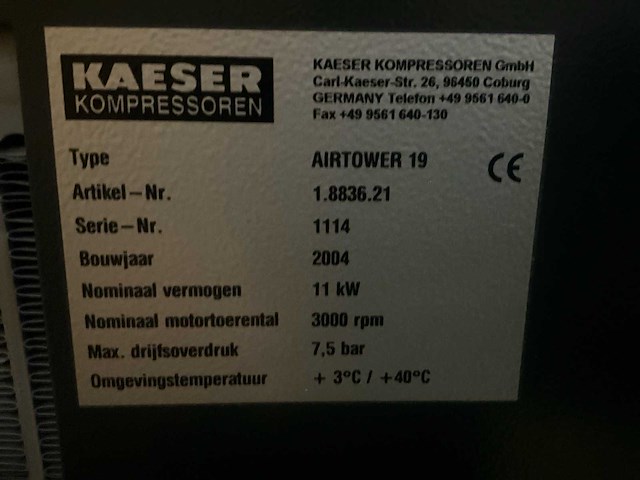 KAESER
KOMPRESSOREN
KAESER KOMPRESSOREN GmbH
Carl-Kaeser-Str. 26, 96450 Coburg
GERMANY Telefon +49 9561 640-0
Fax +49 9561 640-130
CE
Type AIRTOWER 19
Artikel-Nr. 1.8836.21
Serie-Nr. 1114
Bouwjaar 2004
Nominaal vermogen 11 kW
Nominaal motortoerental 3000 rpm
Max. drijfsoverdruk 7,5 bar
Omgevingstemperatuur + 3°C / +40°C